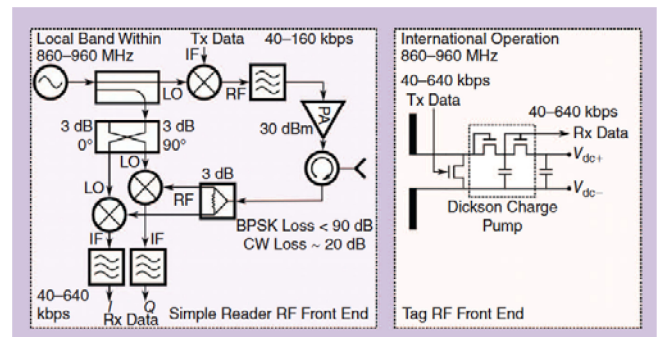 Local Band Within
860–960 MHz
Tx Data
40–160 kbps
IF
LO
RF
PA
30 dBm
3 dB
0°
3 dB
90°
LO
LO
3 dB
RF
BPSK Loss < 90 dB
CW Loss ~ 20 dB
IF
IF
40–640
kbps
I
Q
Rx Data
Simple Reader RF Front End
International Operation
860–960 MHz
40–640 kbps
Tx Data
40–640 kbps
Rx Data
Vdc+
Vdc–
Dickson Charge
Pump
Tag RF Front End